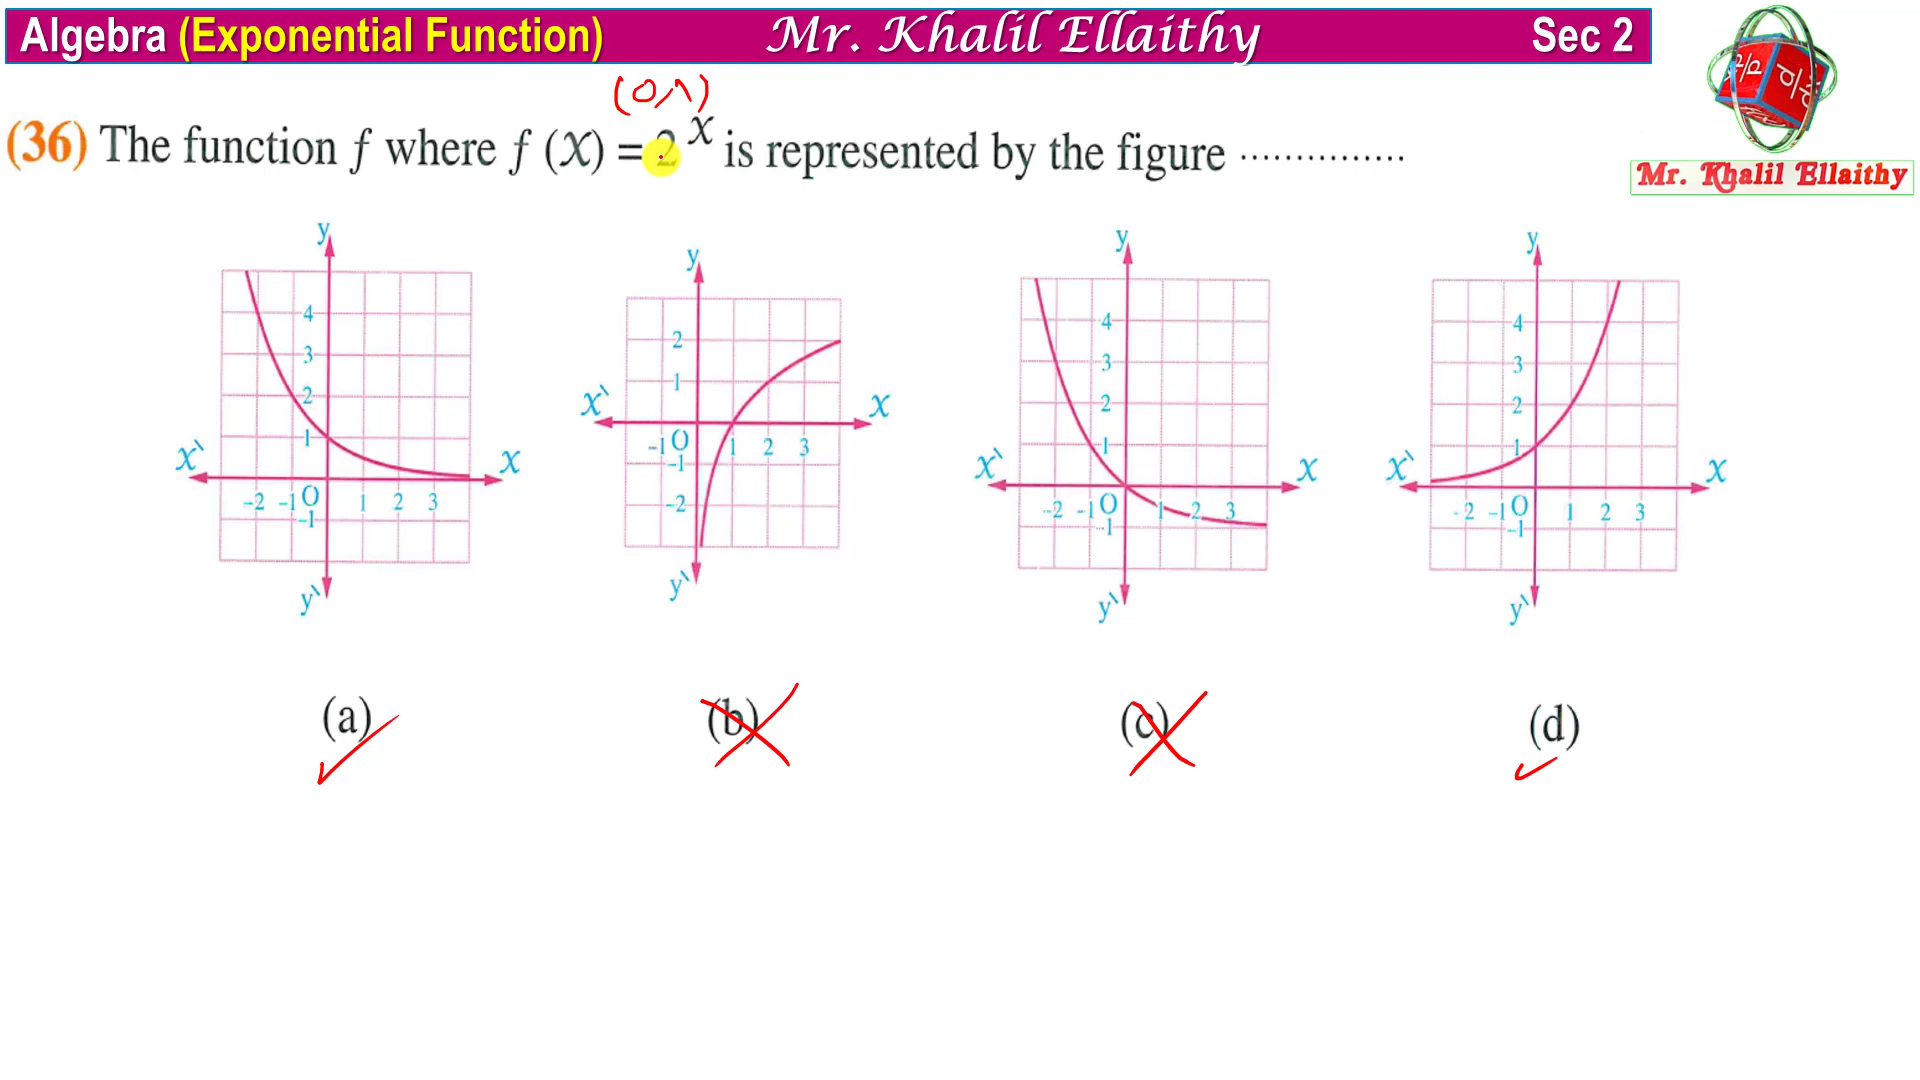 Algebra (Exponential Function) Mr. Khalil Ellaithy Sec 2
(0,1)
(36) The function f where f (X) = 2 X is represented by the figure ...............
Mr. Khalil Ellaithy
y
4
3
2
1
X` X
-2 -1 O 1 2 3
-1
y`
y
2
1
X` X
-1 O 1 2 3
-1
-2
y`
y
4
3
2
1
X` X
-2 -1 O 1 2 3
-1
y`
y
4
3
2
1
X` X
-2 -1 O 1 2 3
-1
y`
(a) (b) (c) (d)